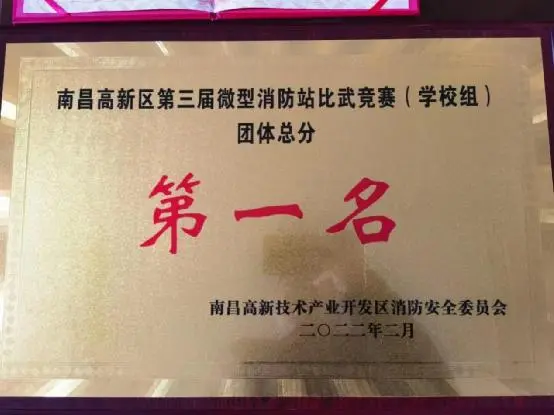 南昌高新区第三届微型消防站比武竞赛（学校组）
团体总分
第一名
南昌高新技术产业开发区消防安全委员会
二〇二二年二月